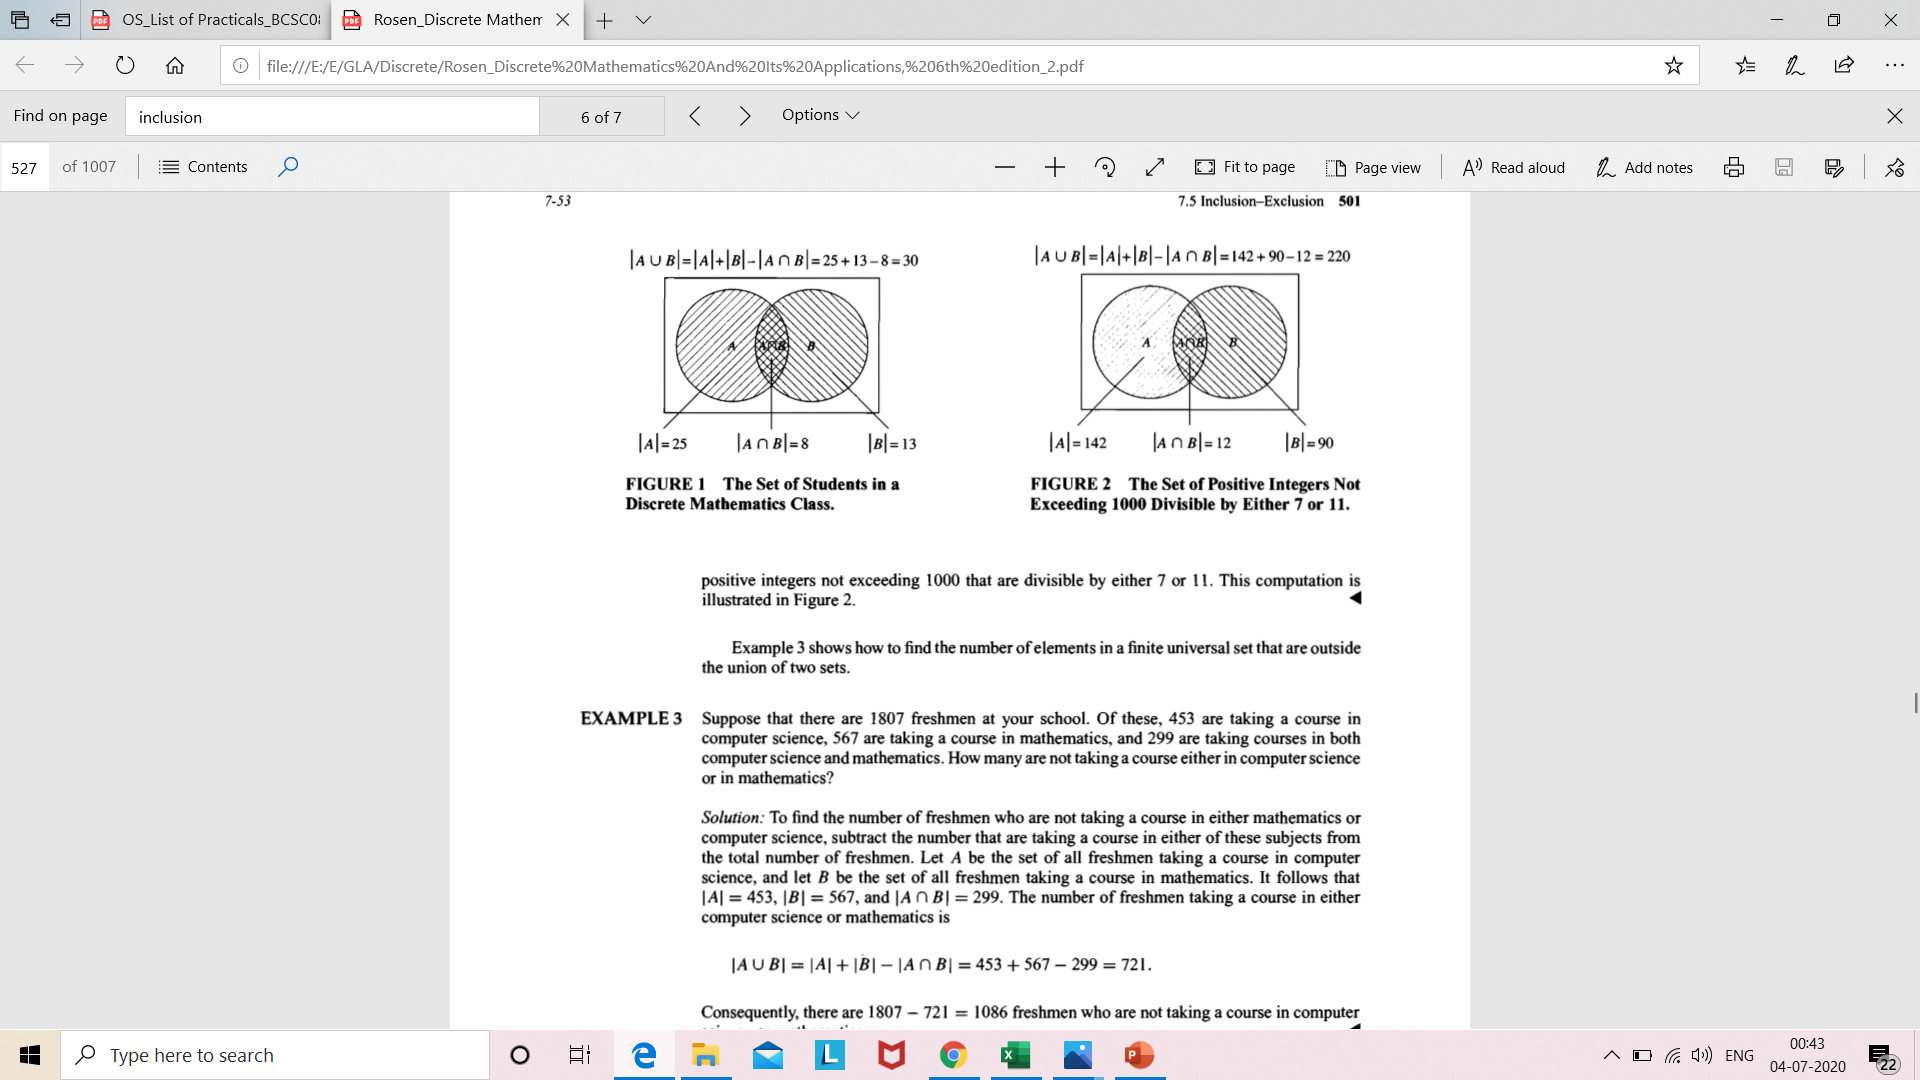 OS_List of Practicals_BCSC0
Rosen_Discrete Mathem
file:///E:/E/GLA/Discrete/Rosen_Discrete%20Mathematics%20And%20Its%20Applications,%206th%20edition_2.pdf
Find on page
inclusion
6 of 7
Options
527 of 1007
Contents
Fit to page
Page view
Read aloud
Add notes
7-53
7.5 Inclusion–Exclusion 501
|A ∪ B|=|A|+|B|–|A ∩ B|=25+13–8=30
A A∩B B
|A|=25 |A ∩ B|=8 |B|=13
FIGURE 1 The Set of Students in a
Discrete Mathematics Class.
|A ∪ B|=|A|+|B|–|A ∩ B|=142+90–12=220
A A∩B B
|A|=142 |A ∩ B|=12 |B|=90
FIGURE 2 The Set of Positive Integers Not
Exceeding 1000 Divisible by Either 7 or 11.
positive integers not exceeding 1000 that are divisible by either 7 or 11. This computation is
illustrated in Figure 2.
Example 3 shows how to find the number of elements in a finite universal set that are outside
the union of two sets.
EXAMPLE 3 Suppose that there are 1807 freshmen at your school. Of these, 453 are taking a course in
computer science, 567 are taking a course in mathematics, and 299 are taking courses in both
computer science and mathematics. How many are not taking a course either in computer science
or in mathematics?
Solution: To find the number of freshmen who are not taking a course in either mathematics or
computer science, subtract the number that are taking a course in either of these subjects from
the total number of freshmen. Let A be the set of all freshmen taking a course in computer
science, and let B be the set of all freshmen taking a course in mathematics. It follows that
|A| = 453, |B| = 567, and |A ∩ B| = 299. The number of freshmen taking a course in either
computer science or mathematics is
|A ∪ B| = |A| + |B| − |A ∩ B| = 453 + 567 − 299 = 721.
Consequently, there are 1807 − 721 = 1086 freshmen who are not taking a course in computer
Type here to search
ENG
00:43
04-07-2020
22